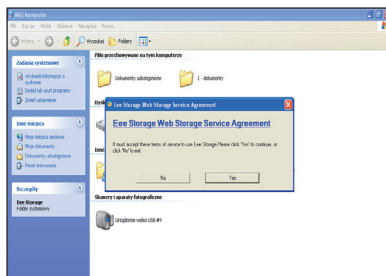 Mój komputer
Plik Edycja Widok Ulubione Narzędzia Pomoc
Wstecz Wyszukaj Foldery
Zadania systemowe
Wyświetl informacje o systemie
Dodaj lub usuń programy
Zmień ustawienie
Inne miejsca
Moje miejsca sieciowe
Moje dokumenty
Dokumenty udostępnione
Panel sterowania
Szczegóły
Eee Storage
Folder systemowy
Pliki przechowywane na tym komputerze
Dokumenty udostępnione
1 - dokumenty
Dysk
Eee Storage Web Storage Service Agreement
Eee Storage Web Storage Service Agreement
If must accept these terms of service to use Eee Storage.Please click 'Yes' to continue, or
click 'No' to exit.
No Yes
Inne
Skanery i aparaty fotograficzne
Urządzenie wideo USB #4